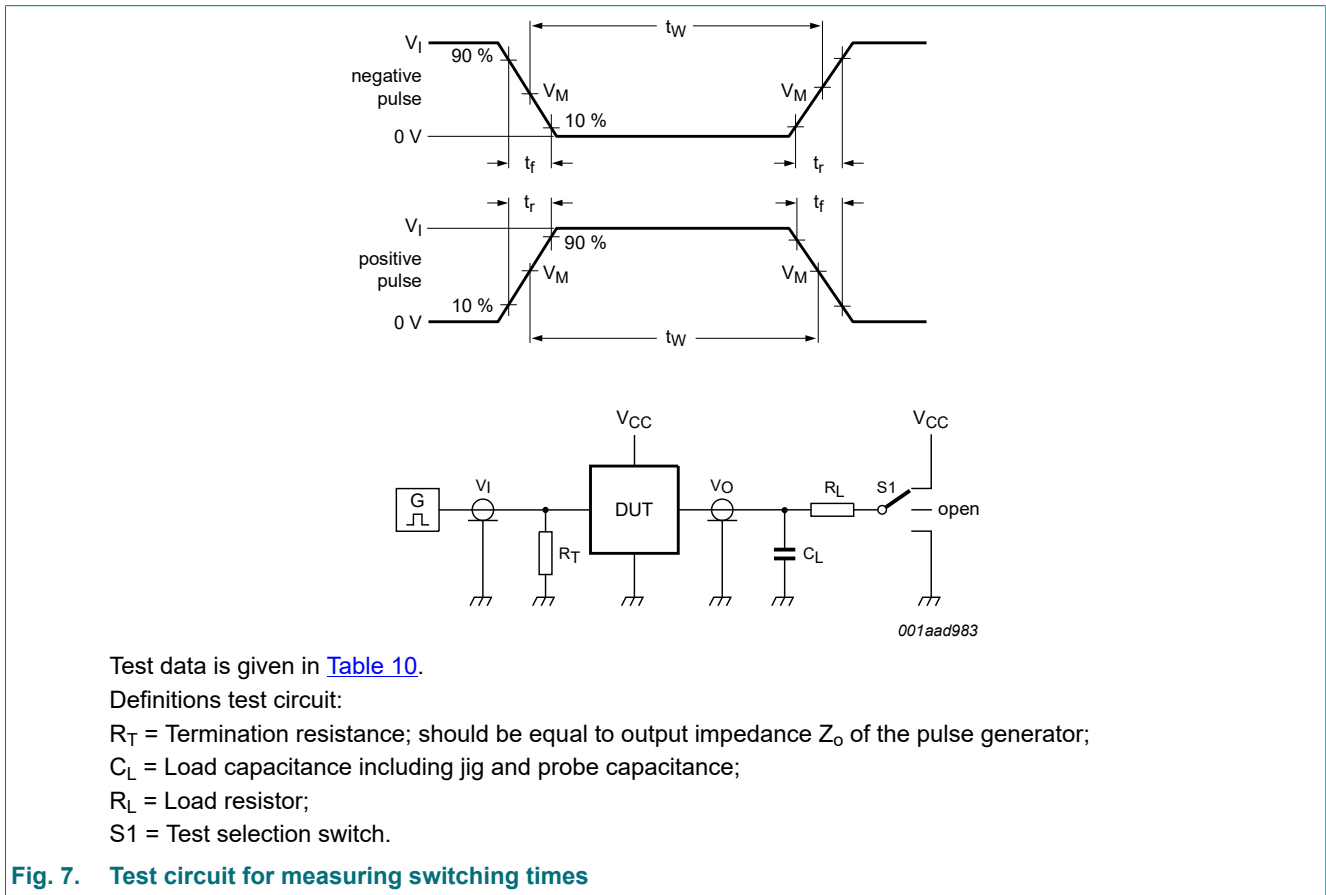 tW
VI
90 %
negative
pulse
VM
VM
10 %
0 V
tf
tr
tr
tf
VI
90 %
positive
pulse
VM
VM
10 %
0 V
tW
VCC
VCC
G
VI
DUT
VO
RL
S1
open
RT
CL
001aad983
Test data is given in Table 10.
Definitions test circuit:
RT = Termination resistance; should be equal to output impedance Zo of the pulse generator;
CL = Load capacitance including jig and probe capacitance;
RL = Load resistor;
S1 = Test selection switch.
Fig. 7. Test circuit for measuring switching times